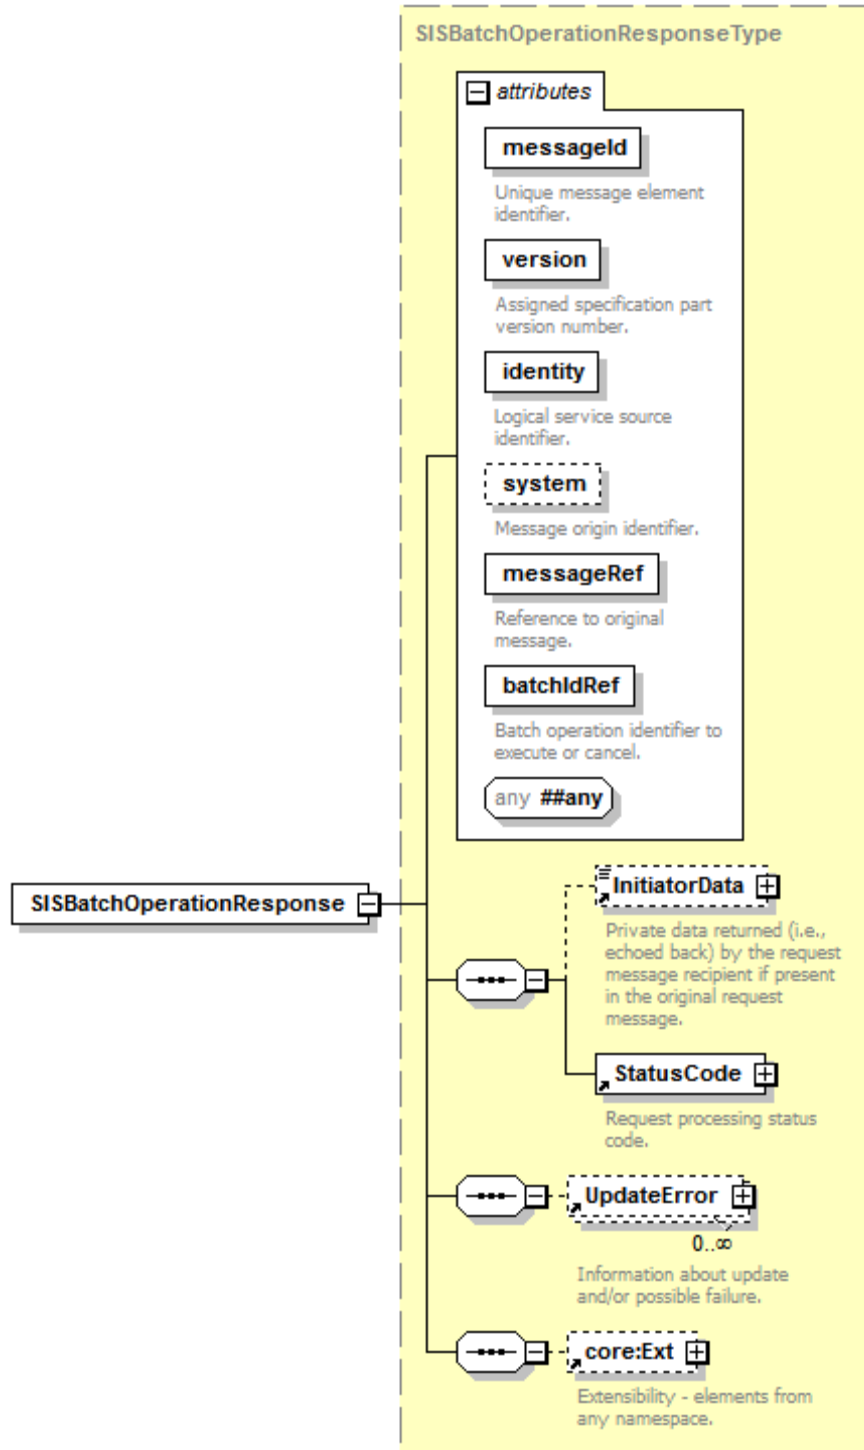 SISBatchOperationResponseType
attributes
messageId
Unique message element
identifier.
version
Assigned specification part
version number.
identity
Logical service source
identifier.
system
Message origin identifier.
messageRef
Reference to original
message.
batchIdRef
Batch operation identifier to
execute or cancel.
any ##any
SISBatchOperationResponse
InitiatorData
Private data returned (i.e.,
echoed back) by the request
message recipient if present
in the original request
message.
StatusCode
Request processing status
code.
UpdateError
0..∞
Information about update
and/or possible failure.
core:Ext
Extensibility - elements from
any namespace.